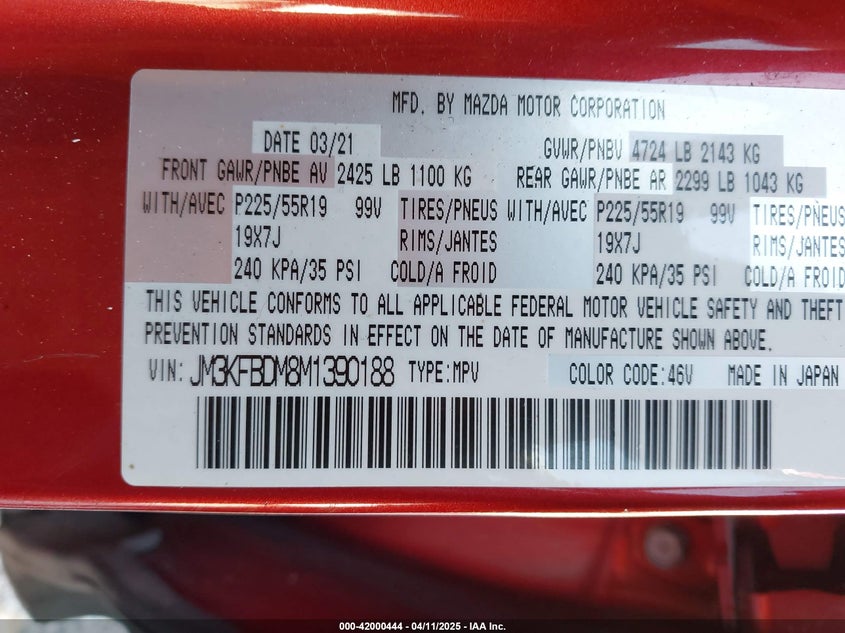 MFD. BY MAZDA MOTOR CORPORATION
DATE 03/21 GVWR/PNBV 4724 LB 2143 KG
FRONT GAWR/PNBE AV 2425 LB 1100 KG REAR GAWR/PNBE AR 2299 LB 1043 KG
WITH/AVEC P225/55R19 99V TIRES/PNEUS WITH/AVEC P225/55R19 99V TIRES/PNEUS
19X7J RIMS/JANTES 19X7J RIMS/JANTES
240 KPA/35 PSI COLD/A FROID 240 KPA/35 PSI COLD/A FROID
THIS VEHICLE CONFORMS TO ALL APPLICABLE FEDERAL MOTOR VEHICLE SAFETY AND THEFT
PREVENTION STANDARDS IN EFFECT ON THE DATE OF MANUFACTURE SHOWN ABOVE.
VIN: JM3KFBDM8M1390188 TYPE:MPV COLOR CODE:46V MADE IN JAPAN
000-42000444 - 04/11/2025 - IAA Inc.